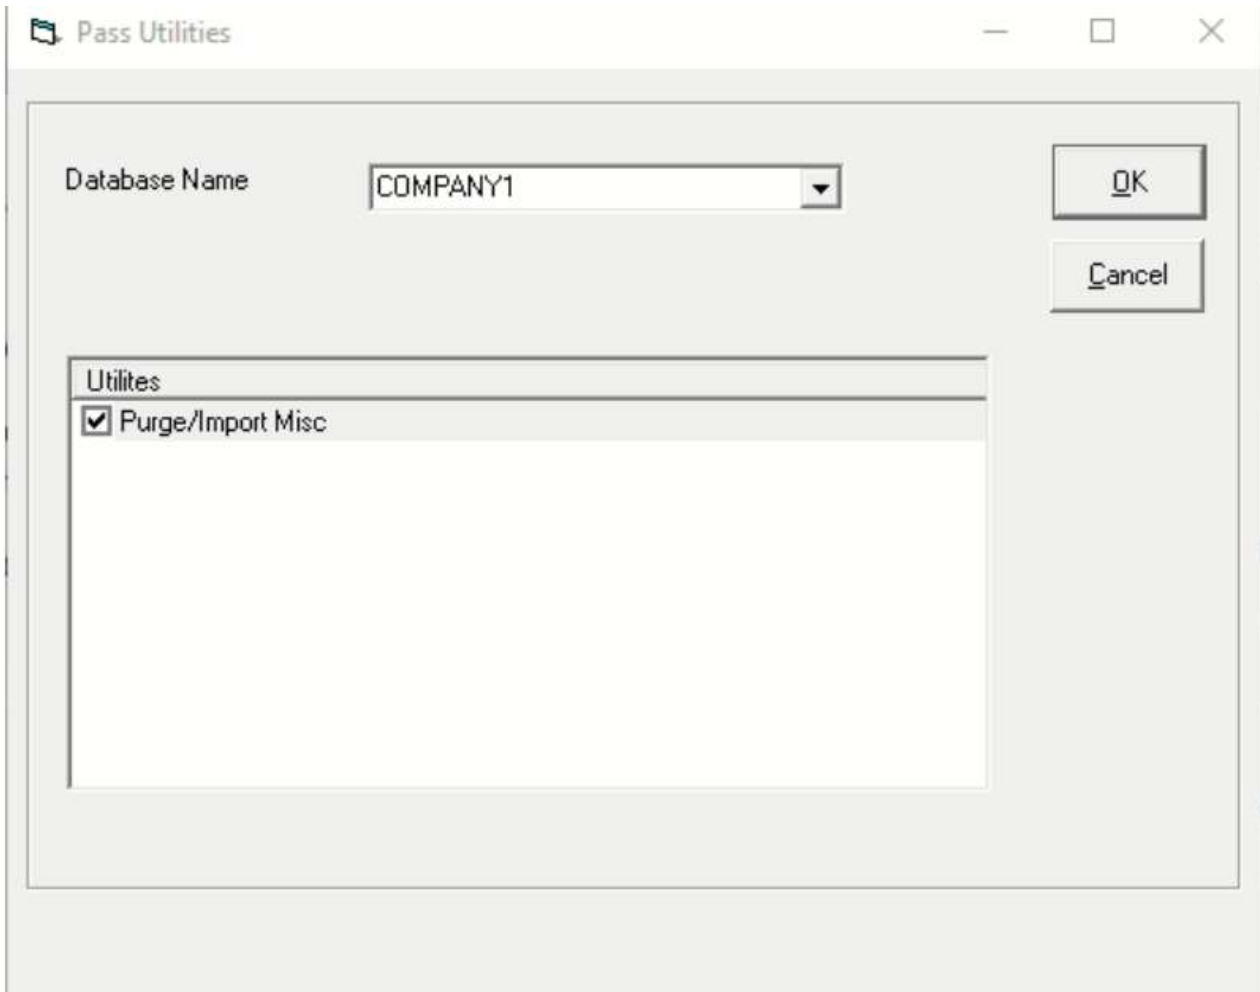 Pass Utilities
Database Name
COMPANY1
OK
Cancel
Utilites
Purge/Import Misc